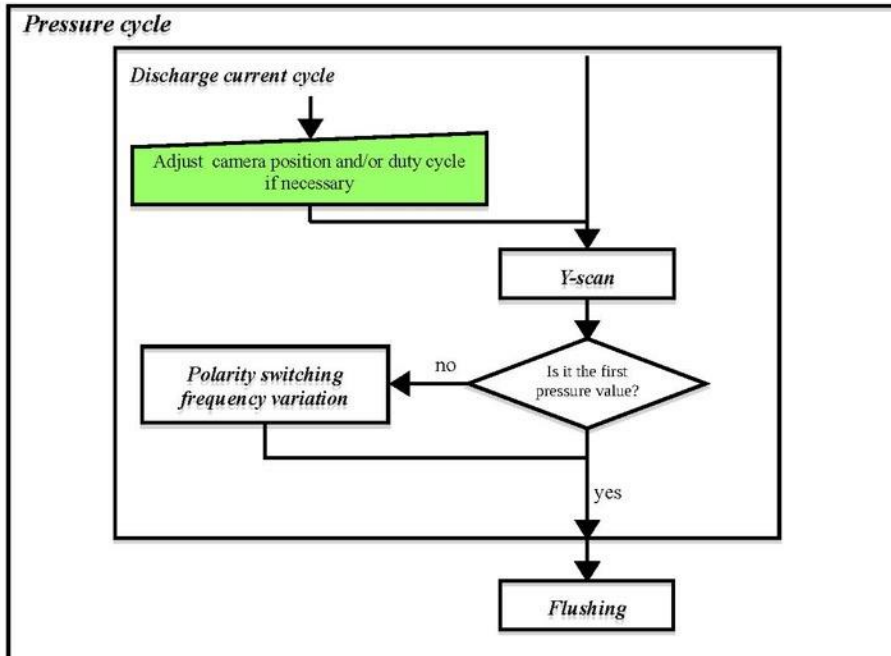 Pressure cycle
Discharge current cycle
Adjust camera position and/or duty cycle
if necessary
Y-scan
Is it the first
pressure value?
no
Polarity switching
frequency variation
yes
Flushing